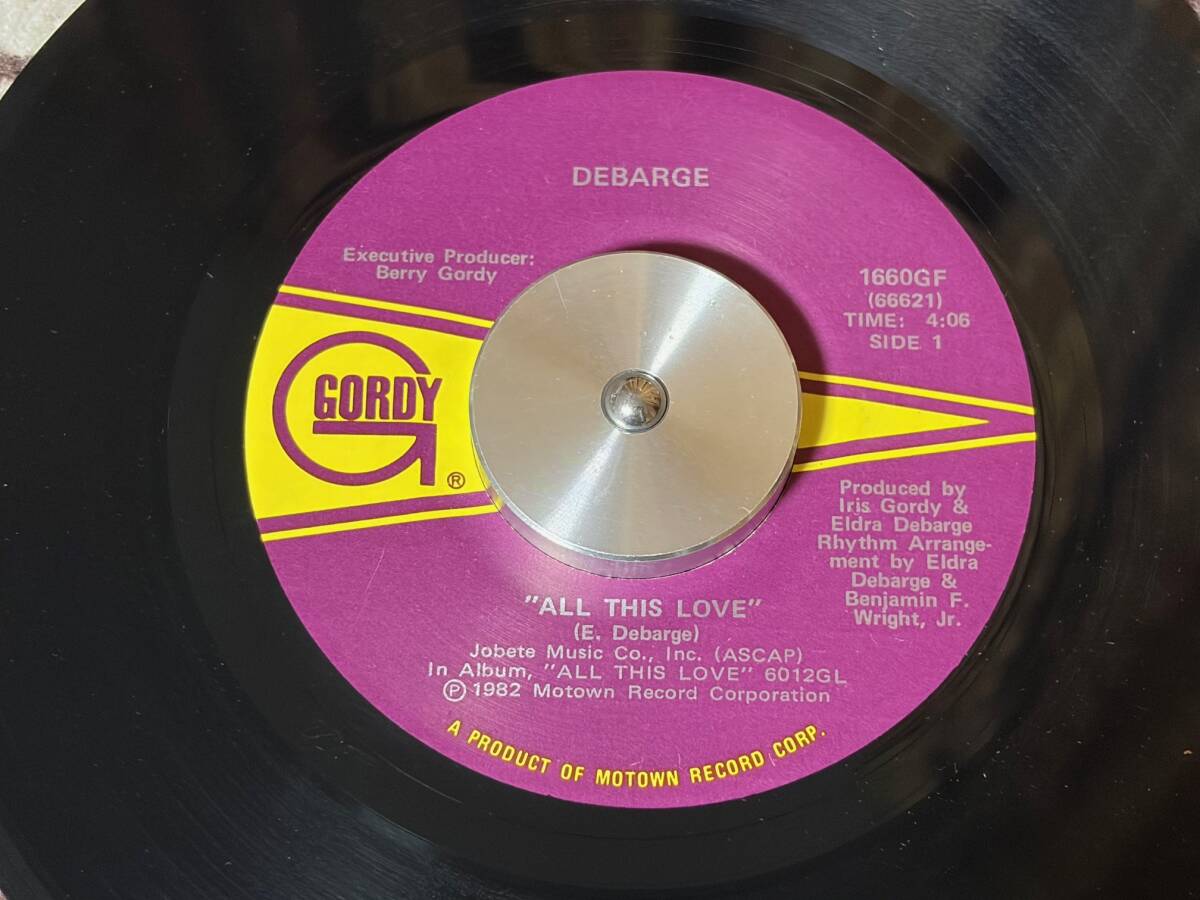 DEBARGE
Executive Producer:
Berry Gordy
1660GF
(66621)
TIME: 4:06
SIDE 1
GORDY
®
Produced by
Iris Gordy &
Eldra Debarge
Rhythm Arrange-
ment by Eldra
Debarge &
Benjamin F.
Wright, Jr.
"ALL THIS LOVE"
(E. Debarge)
Jobete Music Co., Inc. (ASCAP)
In Album, "ALL THIS LOVE" 6012GL
℗ 1982 Motown Record Corporation
A PRODUCT OF MOTOWN RECORD CORP.